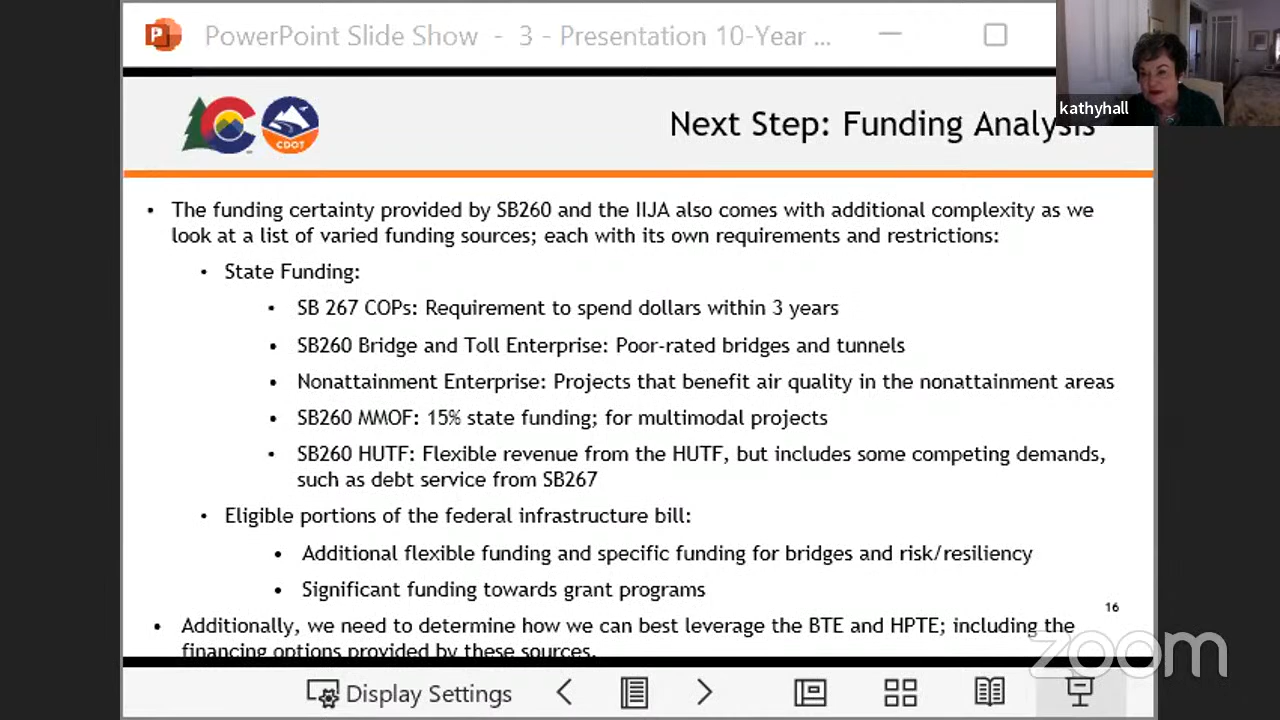 PowerPoint Slide Show - 3 - Presentation 10-Year ...
kathyhall
CDOT
Next Step: Funding Analysis
• The funding certainty provided by SB260 and the IIJA also comes with additional complexity as we
look at a list of varied funding sources; each with its own requirements and restrictions:
• State Funding:
• SB 267 COPs: Requirement to spend dollars within 3 years
• SB260 Bridge and Toll Enterprise: Poor-rated bridges and tunnels
• Nonattainment Enterprise: Projects that benefit air quality in the nonattainment areas
• SB260 MMOF: 15% state funding; for multimodal projects
• SB260 HUTF: Flexible revenue from the HUTF, but includes some competing demands,
such as debt service from SB267
• Eligible portions of the federal infrastructure bill:
• Additional flexible funding and specific funding for bridges and risk/resiliency
• Significant funding towards grant programs
16
• Additionally, we need to determine how we can best leverage the BTE and HPTE; including the
financing options provided by these sources.
zoom
Display Settings